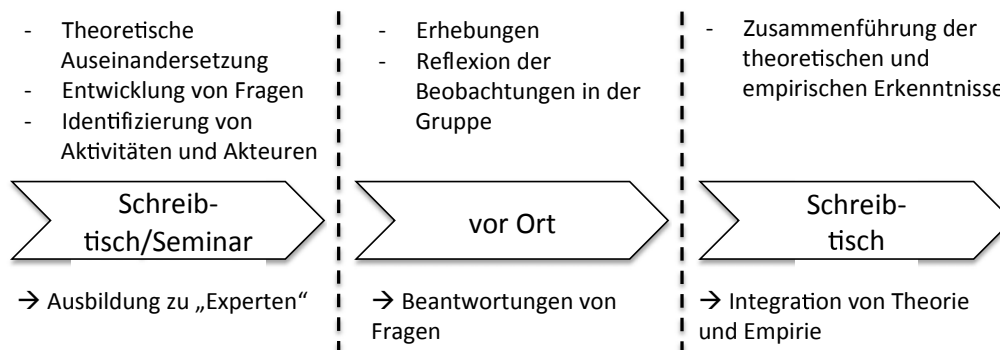 - Theoretische
Auseinandersetzung
- Entwicklung von Fragen
- Identifizierung von
Aktivitäten und Akteuren
Schreib-
tisch/Seminar
→ Ausbildung zu „Experten“
- Erhebungen
- Reflexion der
Beobachtungen in der
Gruppe
vor Ort
→ Beantwortungen von
Fragen
- Zusammenführung der
theoretischen und
empirischen Erkenntnisse
Schreib-
tisch
→ Integration von Theorie
und Empirie